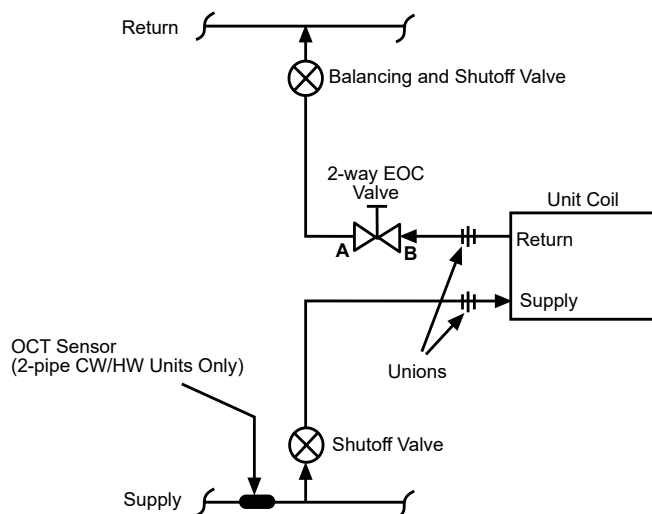 Return
Balancing and Shutoff Valve
2-way EOC
Valve
Unit Coil
A
B
Return
Supply
OCT Sensor
(2-pipe CW/HW Units Only)
Unions
Shutoff Valve
Supply